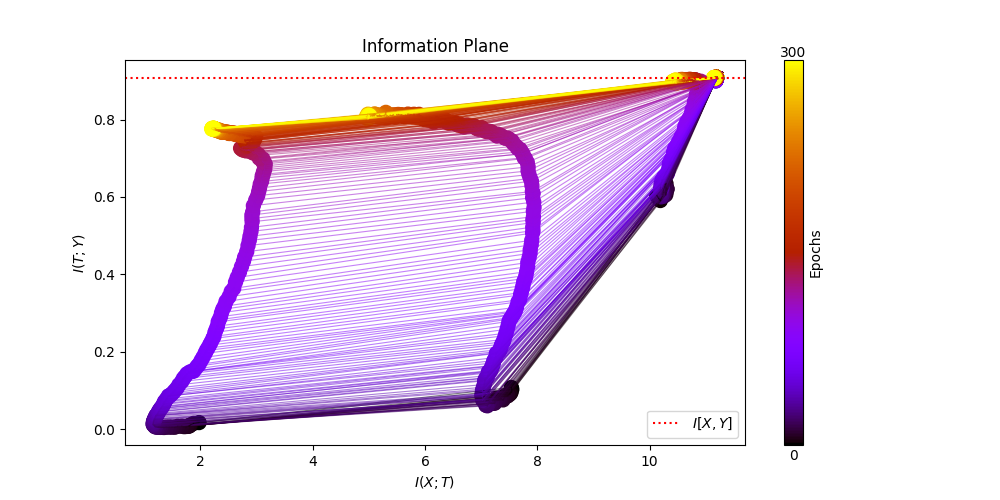 Information Plane
300
0.8
0.6
0.4
0.2
0.0
I(T; Y)
Epochs
I[X, Y]
0
2
4
6
8
10
I(X; T)